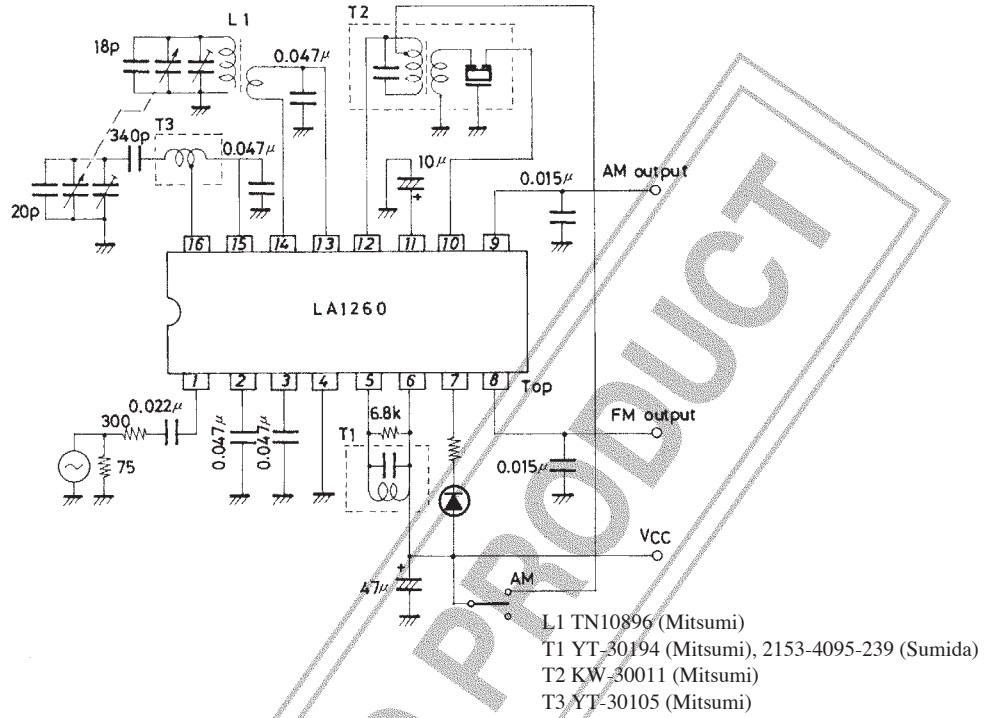 T2
L1
18p
0.047μ
T3
340p
0.047μ
10μ
+
20p
0.015μ
AM output
16 15 14 13 12 11 10 9
LA1260
1 2 3 4 5 6 7 8
Top
0.022μ
300
75
0.047μ
0.047μ
6.8k
T1
FM output
0.015μ
VCC
+
47μ
AM
L1 TN10896 (Mitsumi)
T1 YT-30194 (Mitsumi), 2153-4095-239 (Sumida)
T2 KW-30011 (Mitsumi)
T3 YT-30105 (Mitsumi)
PRODUCT